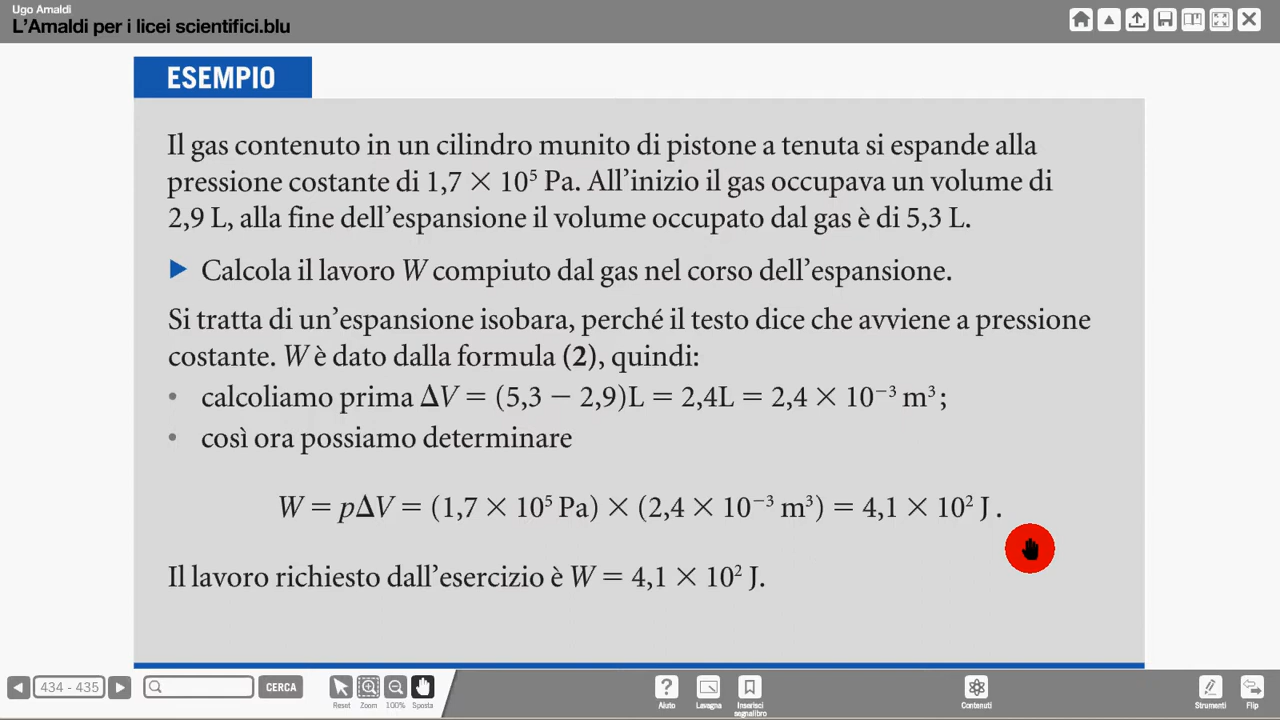 Ugo Amaldi
L'Amaldi per i licei scientifici.blu
ESEMPIO
Il gas contenuto in un cilindro munito di pistone a tenuta si espande alla
pressione costante di 1,7 × 10⁵ Pa. All'inizio il gas occupava un volume di
2,9 L, alla fine dell'espansione il volume occupato dal gas è di 5,3 L.
Calcola il lavoro W compiuto dal gas nel corso dell'espansione.
Si tratta di un'espansione isobara, perché il testo dice che avviene a pressione
costante. W è dato dalla formula (2), quindi:
• calcoliamo prima ΔV = (5,3 − 2,9)L = 2,4L = 2,4 × 10⁻³ m³;
• così ora possiamo determinare
W = pΔV = (1,7 × 10⁵ Pa) × (2,4 × 10⁻³ m³) = 4,1 × 10² J.
Il lavoro richiesto dall'esercizio è W = 4,1 × 10² J.
434 - 435
CERCA
Reset Zoom 100% Sposta
Aiuto Lavagna Inserisci segnalibro
Contenuti
Strumenti Flip